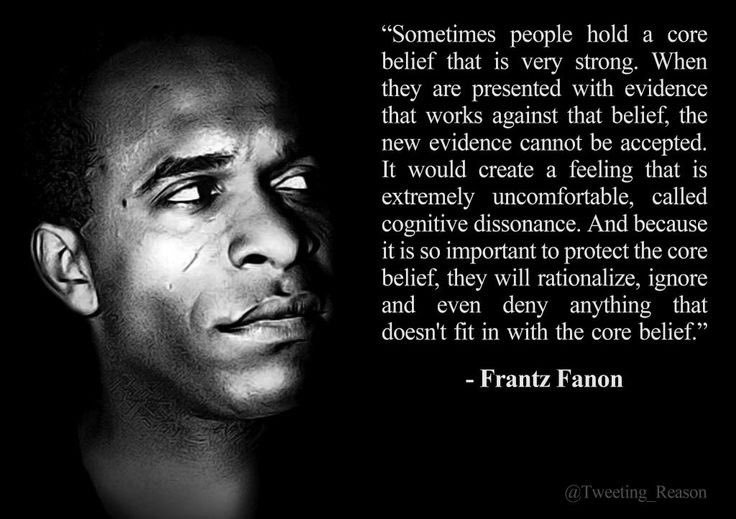 “Sometimes people hold a core
belief that is very strong. When
they are presented with evidence
that works against that belief, the
new evidence cannot be accepted.
It would create a feeling that is
extremely uncomfortable, called
cognitive dissonance. And because
it is so important to protect the core
belief, they will rationalize, ignore
and even deny anything that
doesn't fit in with the core belief.”
- Frantz Fanon
@Tweeting_Reason